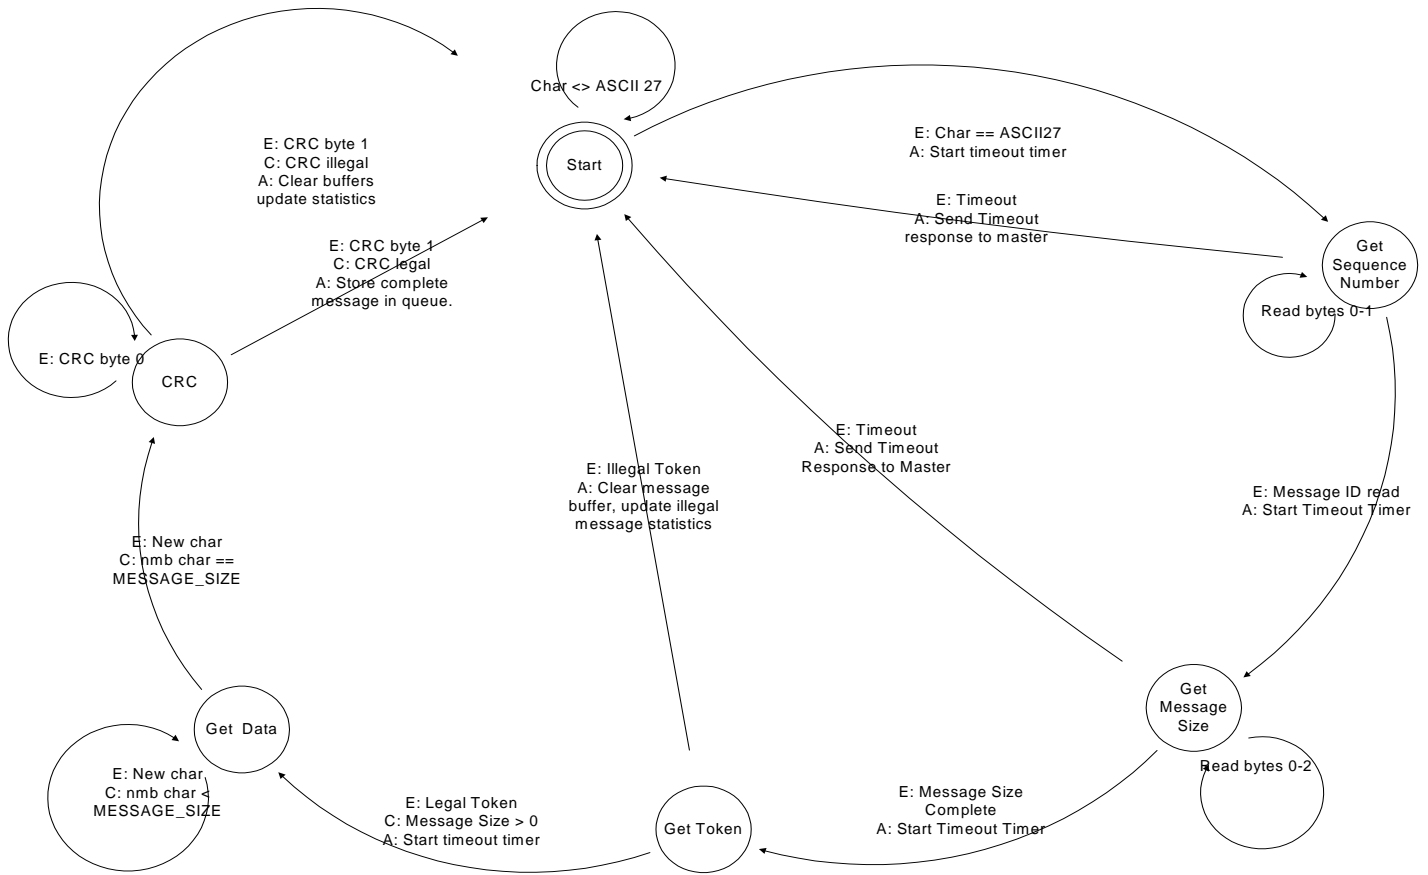 Char <> ASCII 27
E: Char == ASCII27
A: Start timeout timer
E: CRC byte 1
C: CRC illegal
A: Clear buffers
update statistics
Start
E: Timeout
A: Send Timeout
response to master
Get
Sequence
Number
E: CRC byte 1
C: CRC legal
A: Store complete
message in queue.
Read bytes 0-1
E: CRC byte 0
CRC
E: Timeout
A: Send Timeout
Response to Master
E: Illegal Token
A: Clear message
buffer, update illegal
message statistics
E: Message ID read
A: Start Timeout Timer
E: New char
C: nmb char ==
MESSAGE_SIZE
Get
Message
Size
Get Data
Read bytes 0-2
E: New char
C: nmb char <
MESSAGE_SIZE
E: Legal Token
C: Message Size > 0
A: Start timeout timer
Get Token
E: Message Size
Complete
A: Start Timeout Timer